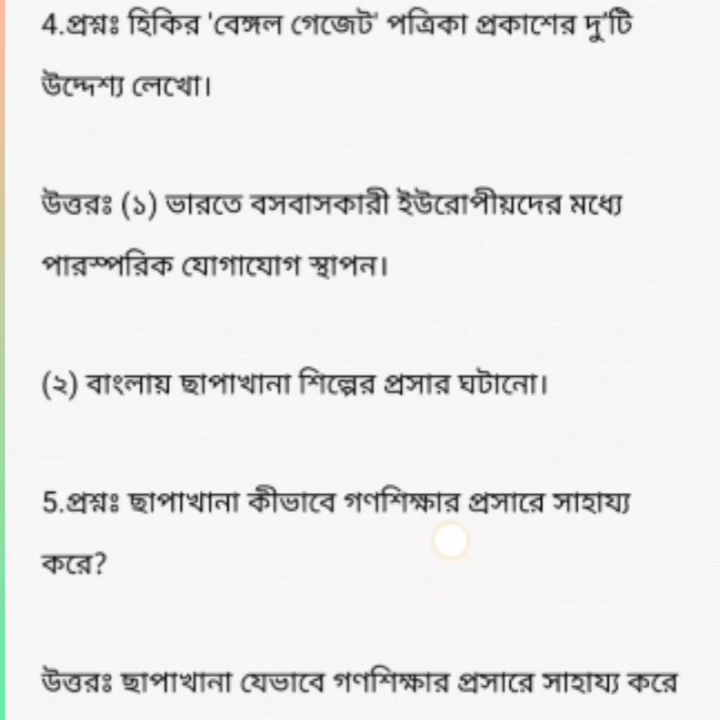 4.প্রশ্নঃ হিকির 'বেঙ্গল গেজেট' পত্রিকা প্রকাশের দু'টি
উদ্দেশ্য লেখো।
উত্তরঃ (১) ভারতে বসবাসকারী ইউরোপীয়দের মধ্যে
পারস্পরিক যোগাযোগ স্থাপন।
(২) বাংলায় ছাপাখানা শিল্পের প্রসার ঘটানো।
5.প্রশ্নঃ ছাপাখানা কীভাবে গণশিক্ষার প্রসারে সাহায্য
করে?
উত্তরঃ ছাপাখানা যেভাবে গণশিক্ষার প্রসারে সাহায্য করে